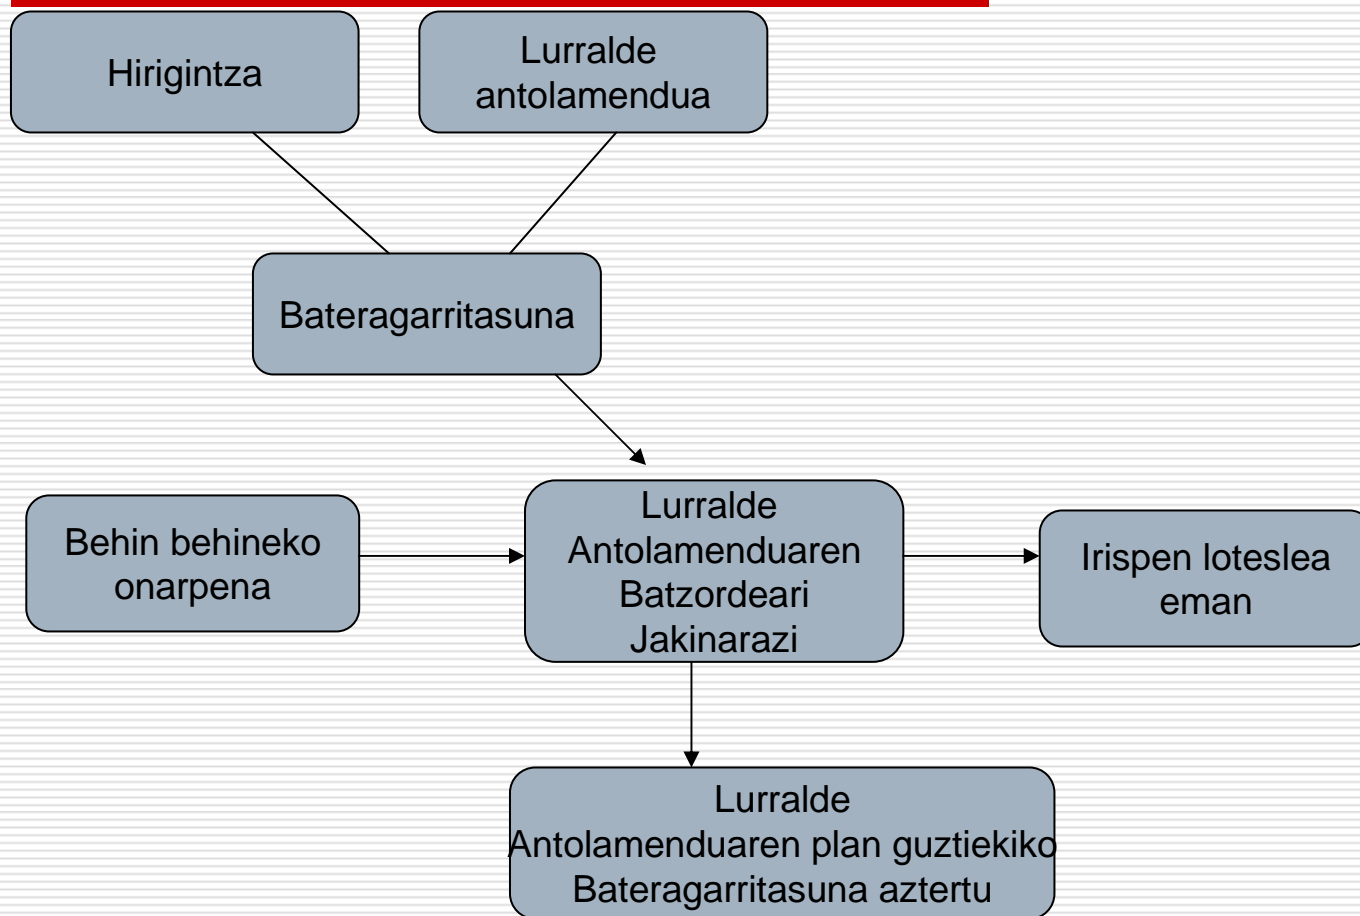 Hirigintza
Lurralde
antolamendua
Bateragarritasuna
Behin behineko
onarpena
Lurralde
Antolamenduaren
Batzordeari
Jakinarazi
Irispen loteslea
eman
Lurralde
Antolamenduaren plan guztiekiko
Bateragarritasuna aztertu